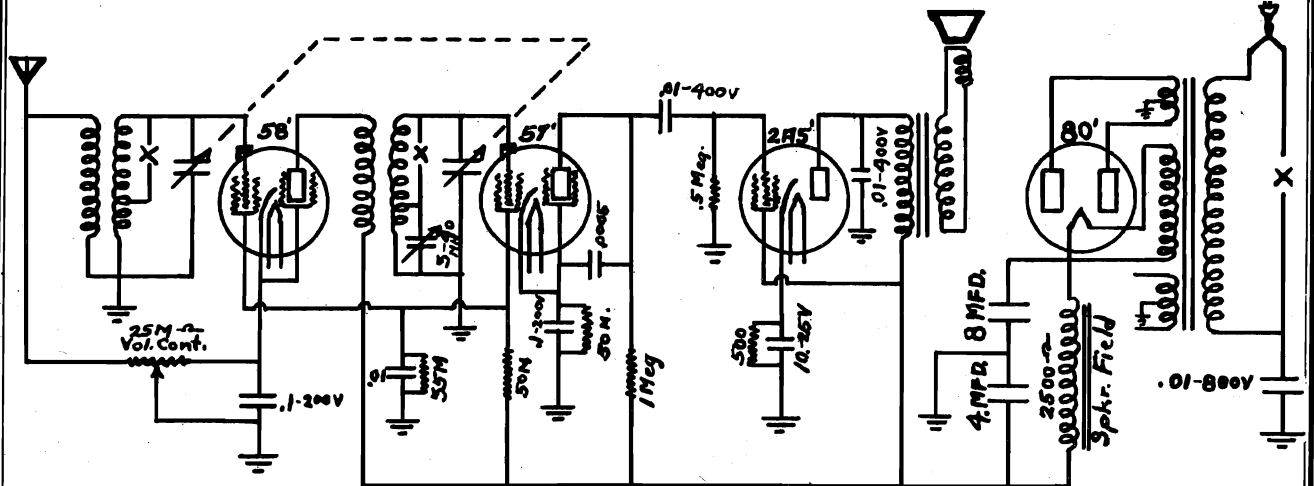 58'
57'
.01-400V
2A5'
80'
.5 Meg.
.01-400V
.0005
25M Ω
Vol. Cont.
.1-200V
.01
55M
50M
.1-200V
50M.
1 Meg
500
10.-25V
8 MFD.
4. MFD.
2500 Ω
Spkr. Field
.01-800V
X
X
X